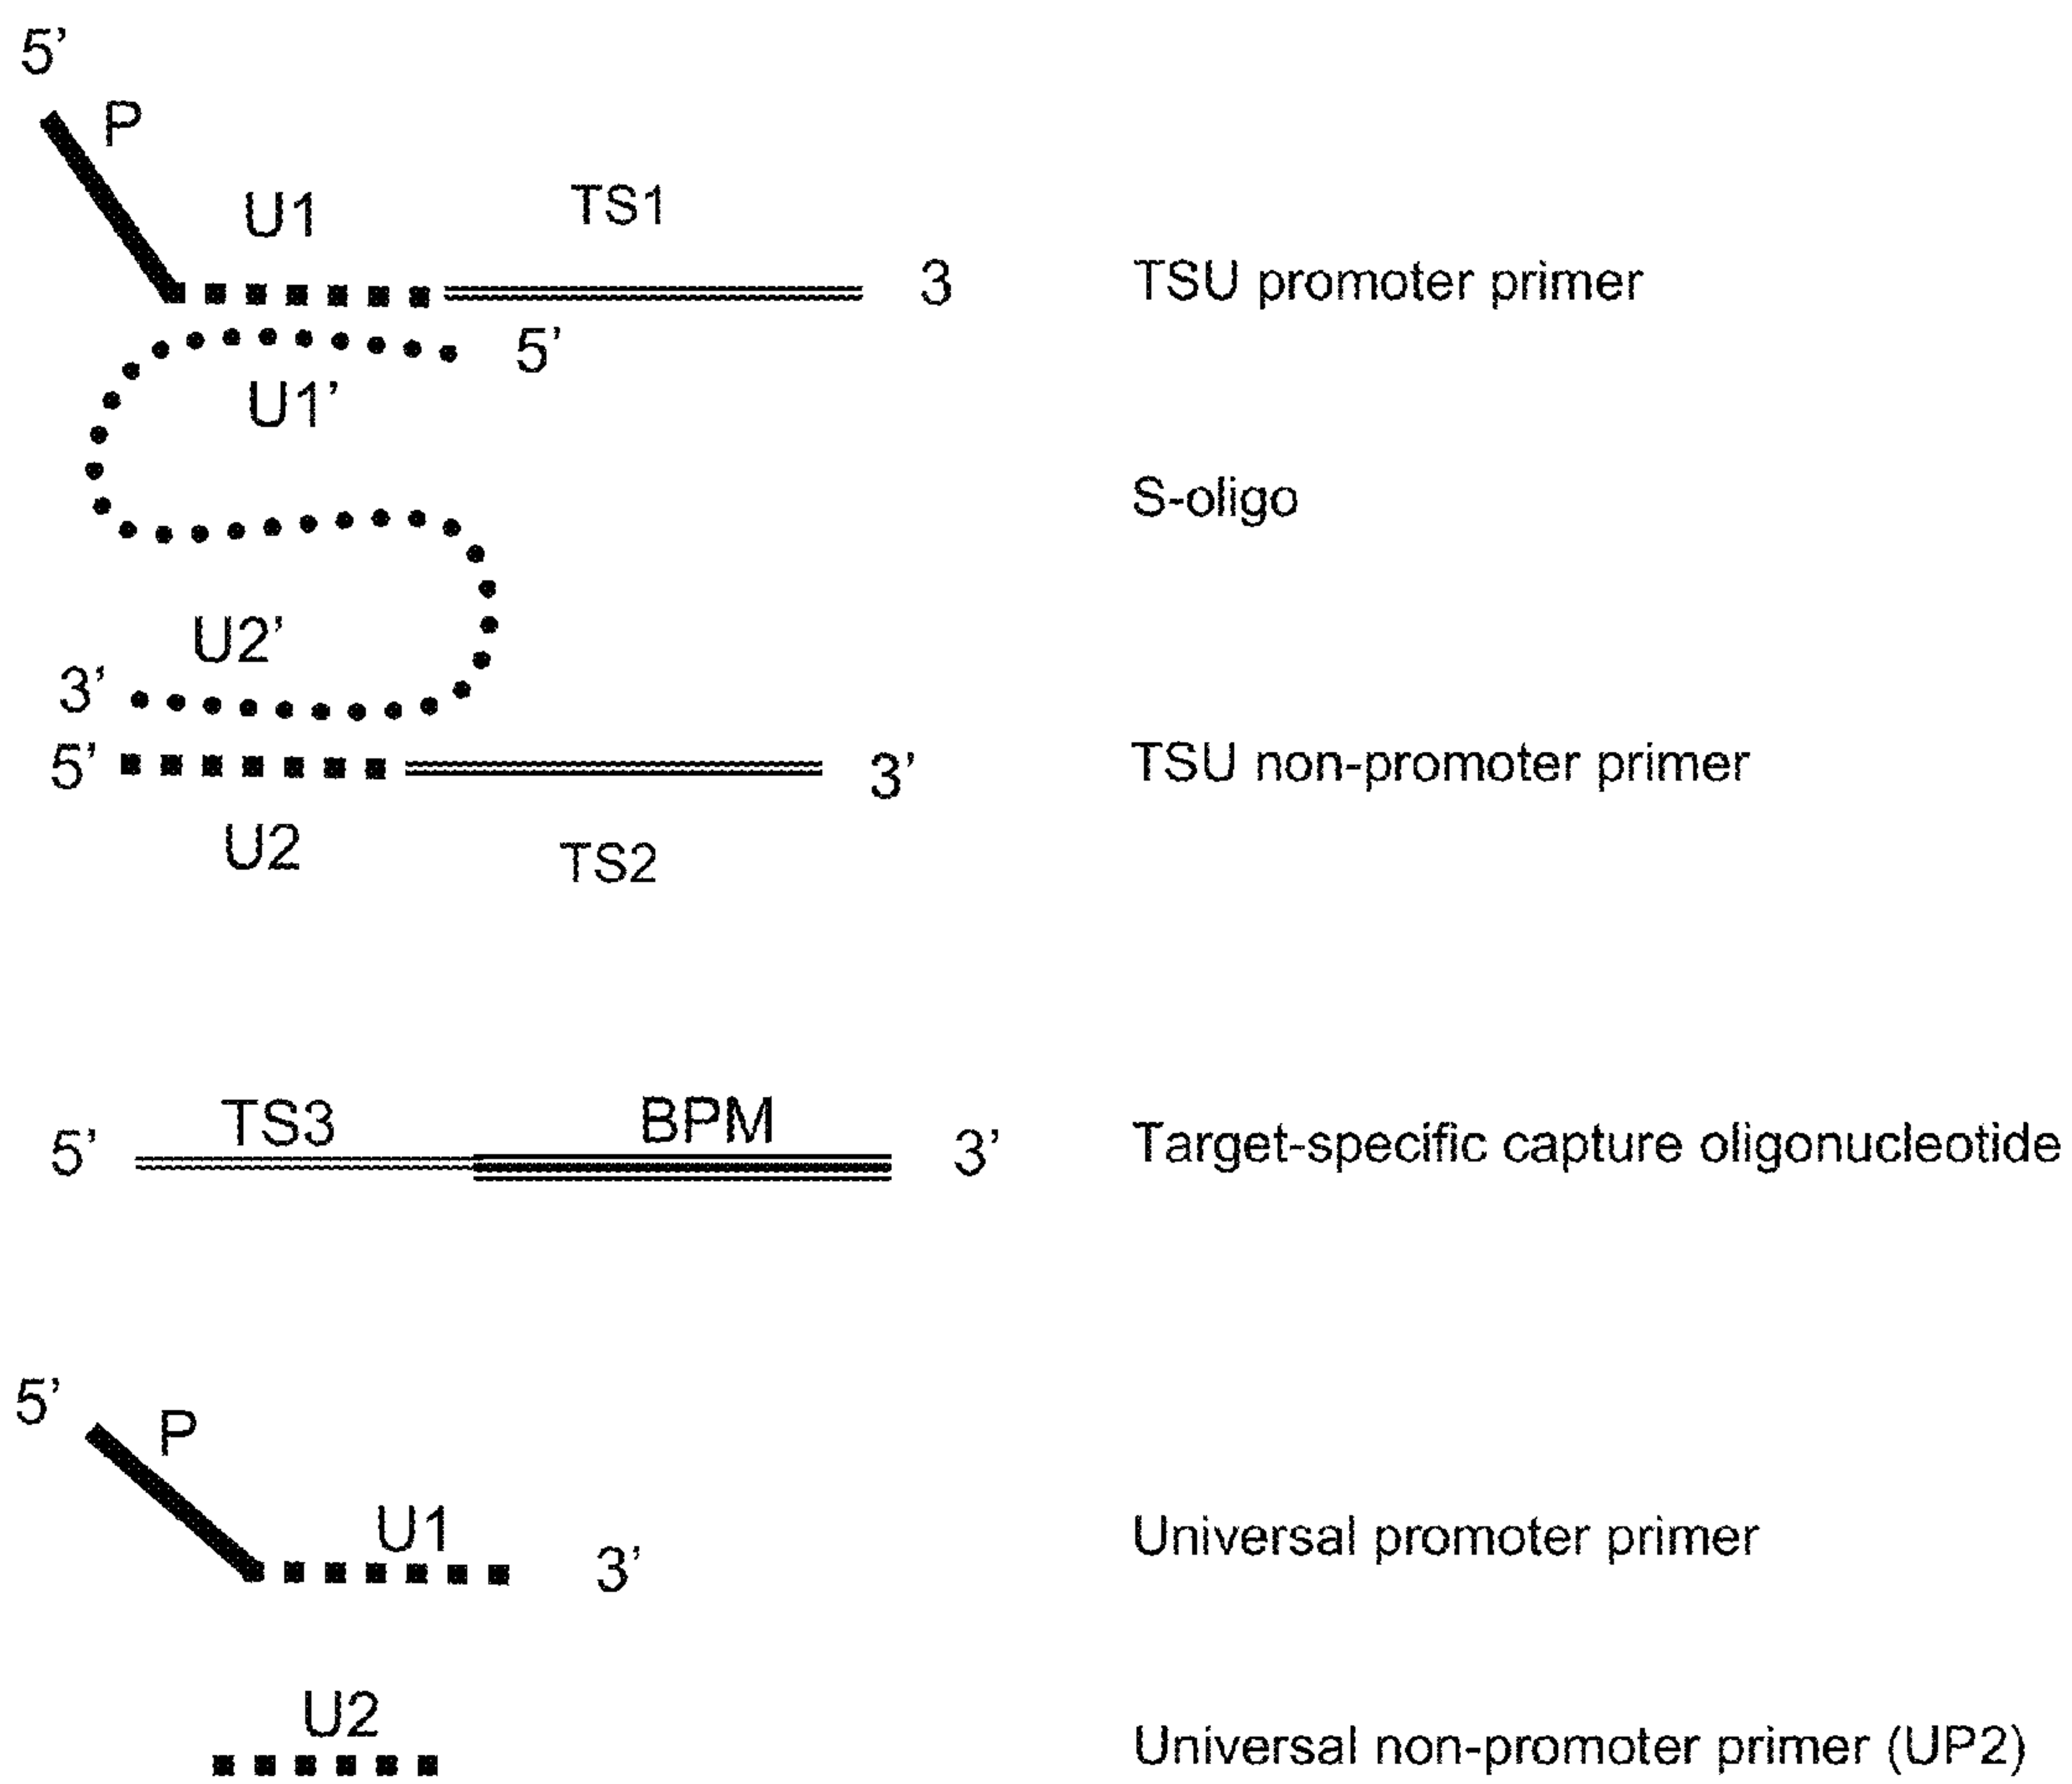 5’
P
U1
TS1
3
TSU promoter primer
5’
U1’
S-oligo
U2’
3’
5’
3’
TSU non-promoter primer
U2
TS2
TS3
BPM
5’
3’
Target-specific capture oligonucleotide
5’
P
U1
3’
Universal promoter primer
U2
Universal non-promoter primer (UP2)